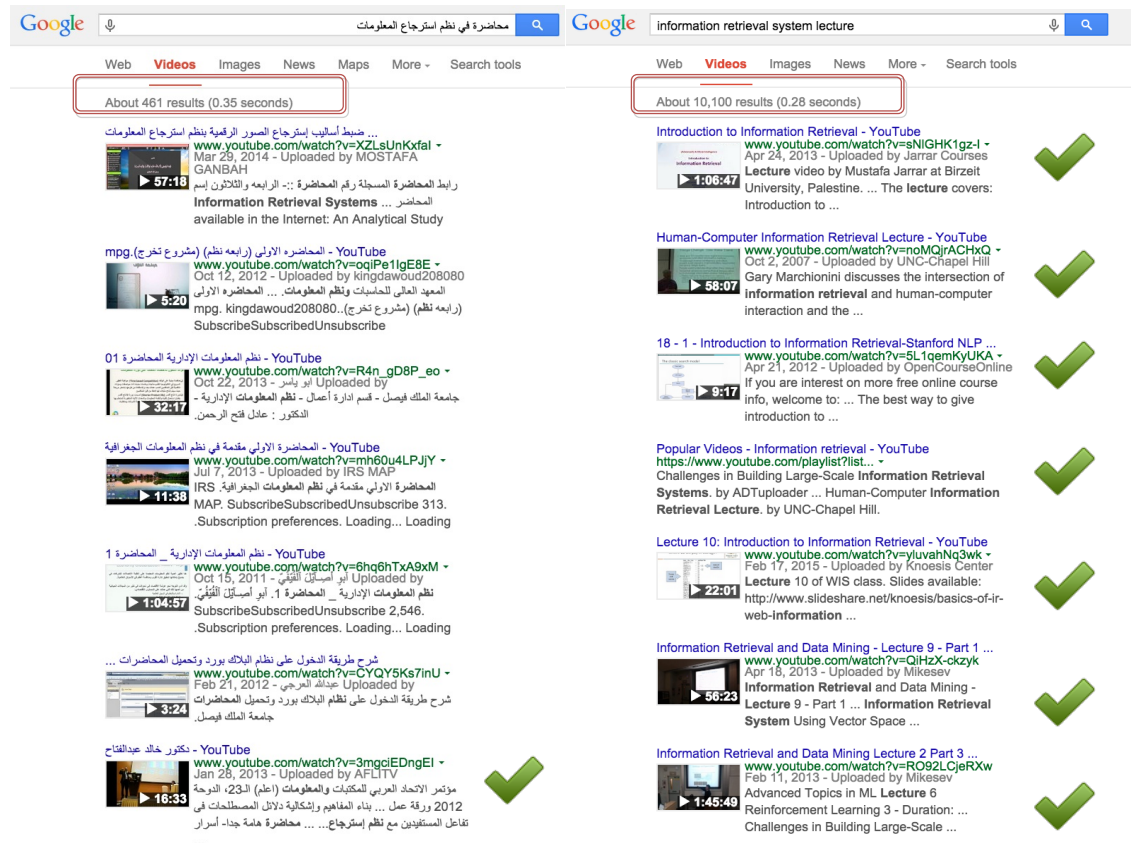 Google
محاضرة في نظم استرجاع المعلومات
Web Videos Images News Maps More Search tools
About 461 results (0.35 seconds)
ضبط أساليب إسترجاع الصور الرقمية بنظم استرجاع المعلومات ...
www.youtube.com/watch?v=XZLsUnKxfaI
Mar 29, 2014 - Uploaded by MOSTAFA
GANBAH
57:18
رابط المحاضرة المسجلة رقم المحاضرة ::- الرابعه والثلاثون إسم
المحاضر ... Information Retrieval Systems
available in the Internet: An Analytical Study
المحاضره الاولى (رابعه نظم) (مشروع تخرج).mpg - YouTube
www.youtube.com/watch?v=oqiPe1IgE8E
Oct 12, 2012 - Uploaded by kingdawoud208080
5:20
المعهد العالى للحاسبات ونظم المعلومات. ... المحاضره الاولى
(رابعه نظم) (مشروع تخرج)..mpg. kingdawoud208080
SubscribeSubscribedUnsubscribe
نظم المعلومات الإدارية المحاضرة 01 - YouTube
www.youtube.com/watch?v=R4n_gD8P_eo
Oct 22, 2013 - ابو ياسر Uploaded by
32:17
جامعة الملك فيصل - قسم ادارة أعمال - نظم المعلومات الإدارية -
الدكتور : عادل فتح الرحمن.
المحاضرة الاولي مقدمة في نظم المعلومات الجغرافية - YouTube
www.youtube.com/watch?v=mh60u4LPJjY
Jul 7, 2013 - Uploaded by IRS MAP
11:38
المحاضرة الاولي مقدمة في نظم المعلومات الجغرافية. IRS
MAP. SubscribeSubscribedUnsubscribe 313.
.Subscription preferences. Loading... Loading
نظم المعلومات الإدارية _ المحاضرة 1 - YouTube
www.youtube.com/watch?v=6hq6hTxA9xM
Oct 15, 2011 - Uploaded by
1:04:57
نظم المعلومات الإدارية _ المحاضرة 1.
SubscribeSubscribedUnsubscribe 2,546.
.Subscription preferences. Loading... Loading
شرح طريقة الدخول على نظام البلاك بورد وتحميل المحاضرات ...
www.youtube.com/watch?v=CYQY5Ks7inU
Feb 21, 2012 - عبدالله العرجي Uploaded by
3:24
شرح طريقة الدخول على نظام البلاك بورد وتحميل المحاضرات
جامعة الملك فيصل.
دكتور خالد عبدالفتاح - YouTube
www.youtube.com/watch?v=3mgciEDngEI
Jan 28, 2013 - Uploaded by AFLITV
16:33
مؤتمر الاتحاد العربي للمكتبات والمعلومات (اعلم) الـ23، الدوحة
2012 ورقة عمل ... بناء المفاهيم وإشكالية دلائل المصطلحات فى
تفاعل المستفيدين مع نظم إسترجاع... ... محاضرة هامة جدا- أسرار
Google
information retrieval system lecture
Web Videos Images News More Search tools
About 10,100 results (0.28 seconds)
Introduction to Information Retrieval - YouTube
www.youtube.com/watch?v=sNlGHK1gz-I
Apr 24, 2013 - Uploaded by Jarrar Courses
Information Retrieval
1:06:47
Lecture video by Mustafa Jarrar at Birzeit
University, Palestine. ... The lecture covers:
Introduction to ...
Human-Computer Information Retrieval Lecture - YouTube
www.youtube.com/watch?v=noMQjrACHxQ
Oct 2, 2007 - Uploaded by UNC-Chapel Hill
58:07
Gary Marchionini discusses the intersection of
information retrieval and human-computer
interaction and the ...
18 - 1 - Introduction to Information Retrieval-Stanford NLP ...
www.youtube.com/watch?v=5L1qemKyUKA
Apr 21, 2012 - Uploaded by OpenCourseOnline
9:17
If you are interest on more free online course
info, welcome to: ... The best way to give
introduction to ...
Popular Videos - Information retrieval - YouTube
https://www.youtube.com/playlist?list...
Challenges in Building Large-Scale Information Retrieval
Systems. by ADTuploader ... Human-Computer Information
Retrieval Lecture. by UNC-Chapel Hill.
Lecture 10: Introduction to Information Retrieval - YouTube
www.youtube.com/watch?v=yluvahNq3wk
Feb 17, 2015 - Uploaded by Knoesis Center
22:01
Lecture 10 of WIS class. Slides available:
http://www.slideshare.net/knoesis/basics-of-ir-
web-information ...
Information Retrieval and Data Mining - Lecture 9 - Part 1 ...
www.youtube.com/watch?v=QiHzX-ckzyk
Apr 18, 2013 - Uploaded by Mikesev
56:23
Information Retrieval and Data Mining -
Lecture 9 - Part 1 ... Information Retrieval
System Using Vector Space ...
Information Retrieval and Data Mining Lecture 2 Part 3 ...
www.youtube.com/watch?v=RO92LCjeRXw
Feb 11, 2013 - Uploaded by Mikesev
1:45:49
Advanced Topics in ML Lecture 6
Reinforcement Learning 3 - Duration: ...
Challenges in Building Large-Scale ...